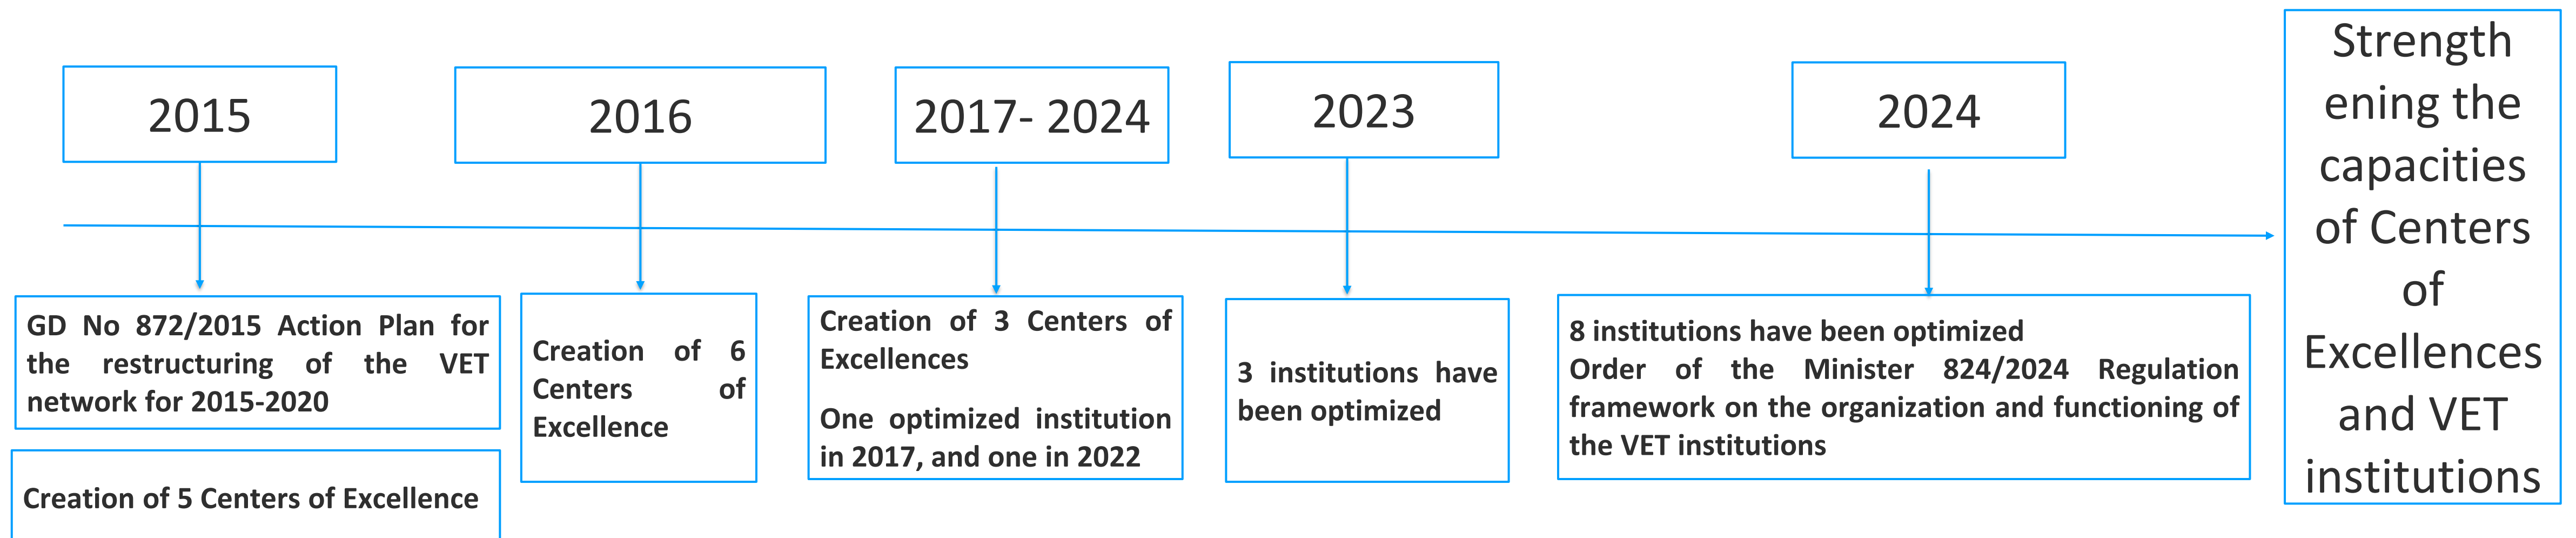 2015
2016
2017- 2024
2023
2024
GD No 872/2015 Action Plan for
the restructuring of the VET
network for 2015-2020
Creation of 5 Centers of Excellence
Creation of 6
Centers of
Excellence
Creation of 3 Centers of
Excellences
One optimized institution
in 2017, and one in 2022
3 institutions have
been optimized
8 institutions have been optimized
Order of the Minister 824/2024 Regulation
framework on the organization and functioning of
the VET institutions
Strength
ening the
capacities
of Centers
of
Excellences
and VET
institutions